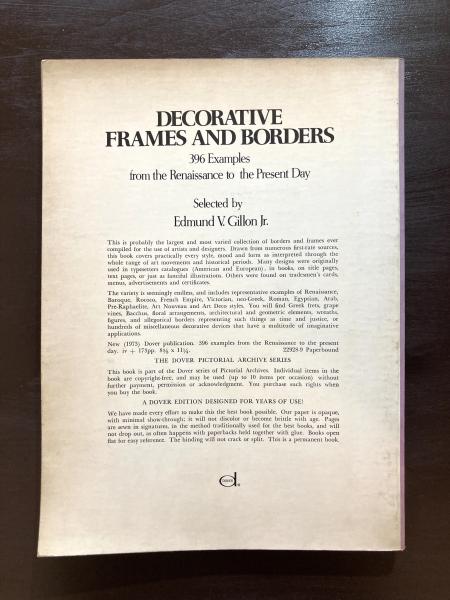 DECORATIVE
FRAMES AND BORDERS
396 Examples
from the Renaissance to the Present Day
Selected by
Edmund V. Gillon Jr.
This is probably the largest and most varied collection of borders and frames ever
compiled for the use of artists and designers. Drawn from numerous first-rate sources,
this book covers practically every style, mood and form as interpreted through the
whole range of art movements and historical periods. Many designs were originally
used in typesetters catalogues (American and European), in books, on title pages,
text pages, or just as fanciful illustrations. Others were found on tradesmen's cards,
menus, advertisements and certificates.
The variety is seemingly endless, and includes representative examples of Renaissance,
Baroque, Rococo, French Empire, Victorian, neo-Greek, Roman, Egyptian, Arab,
Pre-Raphaelite, Art Nouveau and Art Deco styles. You will find Greek frets, grape
vines, Bacchus, floral arrangements, architectural and geometric elements, wreaths,
figures, and allegorical borders representing such things as time and justice, or
hundreds of miscellaneous decorative devices that have a multitude of imaginative
applications.
New (1973) Dover publication. 396 examples from the Renaissance to the present
day. iv + 173pp. 8⅜ x 11¼. 22928-9 Paperbound
THE DOVER PICTORIAL ARCHIVE SERIES
This book is part of the Dover series of Pictorial Archives. Individual items in the
book are copyright-free, and may be used (up to 10 items per occasion) without
further payment, permission or acknowledgment. You purchase such rights when
you buy the book.
A DOVER EDITION DESIGNED FOR YEARS OF USE!
We have made every effort to make this the best book possible. Our paper is opaque,
with minimal show-through; it will not discolor or become brittle with age. Pages
are sewn in signatures, in the method traditionally used for the best books, and will
not drop out, as often happens with paperbacks held together with glue. Books open
flat for easy reference. The binding will not crack or split. This is a permanent book.
DOVER